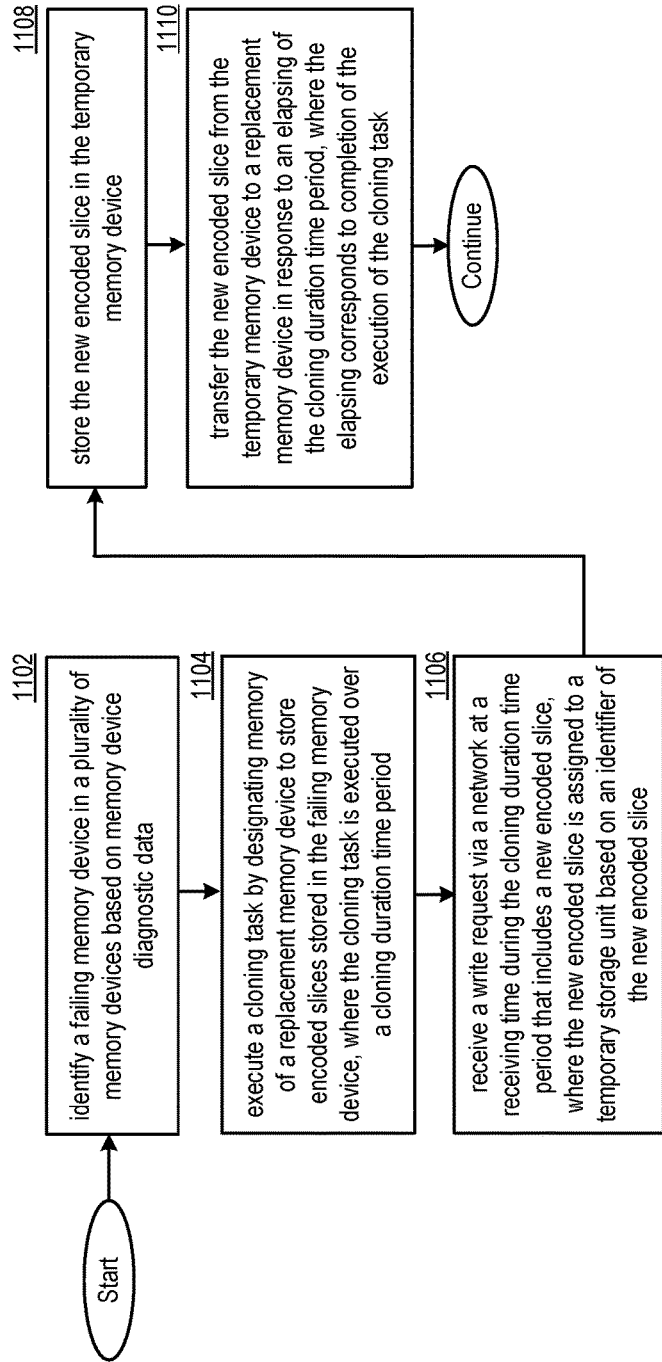 Start
1102
identify a failing memory device in a plurality of
memory devices based on memory device
diagnostic data
1104
execute a cloning task by designating memory
of a replacement memory device to store
encoded slices stored in the failing memory
device, where the cloning task is executed over
a cloning duration time period
1106
receive a write request via a network at a
receiving time during the cloning duration time
period that includes a new encoded slice,
where the new encoded slice is assigned to a
temporary storage unit based on an identifier of
the new encoded slice
1108
store the new encoded slice in the temporary
memory device
1110
transfer the new encoded slice from the
temporary memory device to a replacement
memory device in response to an elapsing of
the cloning duration time period, where the
elapsing corresponds to completion of the
execution of the cloning task
Continue